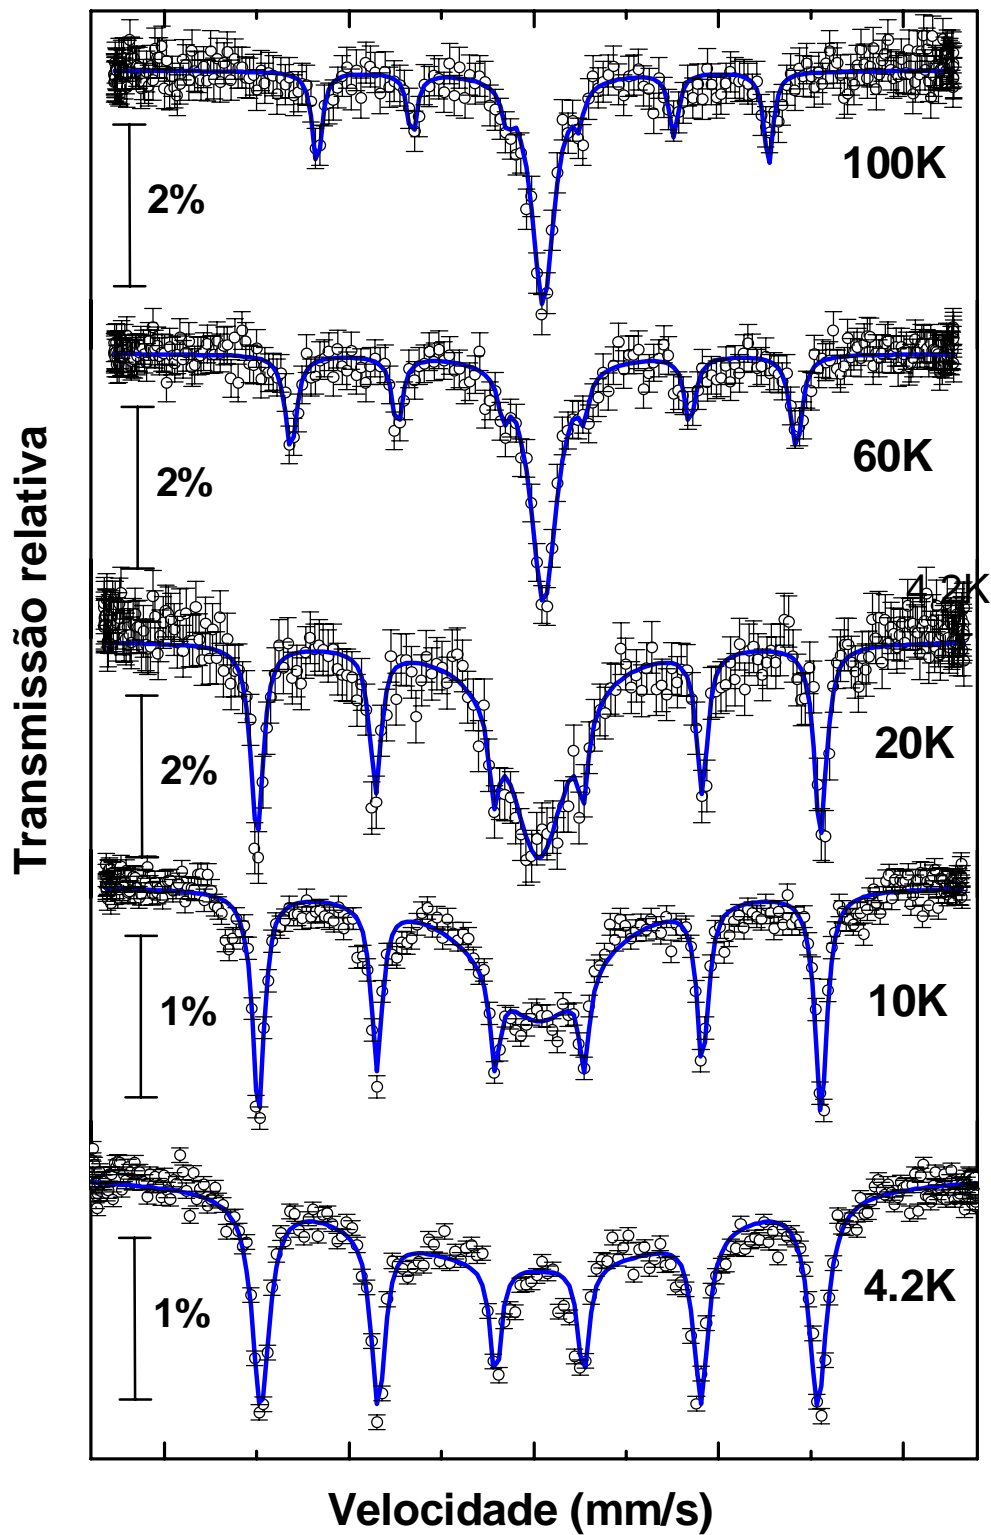 Transmissão relativa
100K
2%
60K
2%
4.2K
20K
2%
10K
1%
4.2K
1%
Velocidade (mm/s)